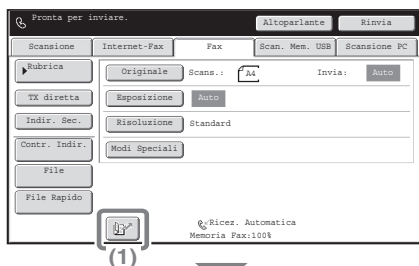 Pronta per inviare.
Altoparlante
Rinvia
Scansione
Internet-Fax
Fax
Scan. Mem. USB
Scansione PC
Rubrica
Originale
Scans.:
A4
Invia:
Auto
TX diretta
Esposizione
Auto
Indir. Sec.
Risoluzione
Standard
Contr. Indir.
Modi Speciali
File
File Rapido
Ricez. Automatica
Memoria Fax:100%
(1)